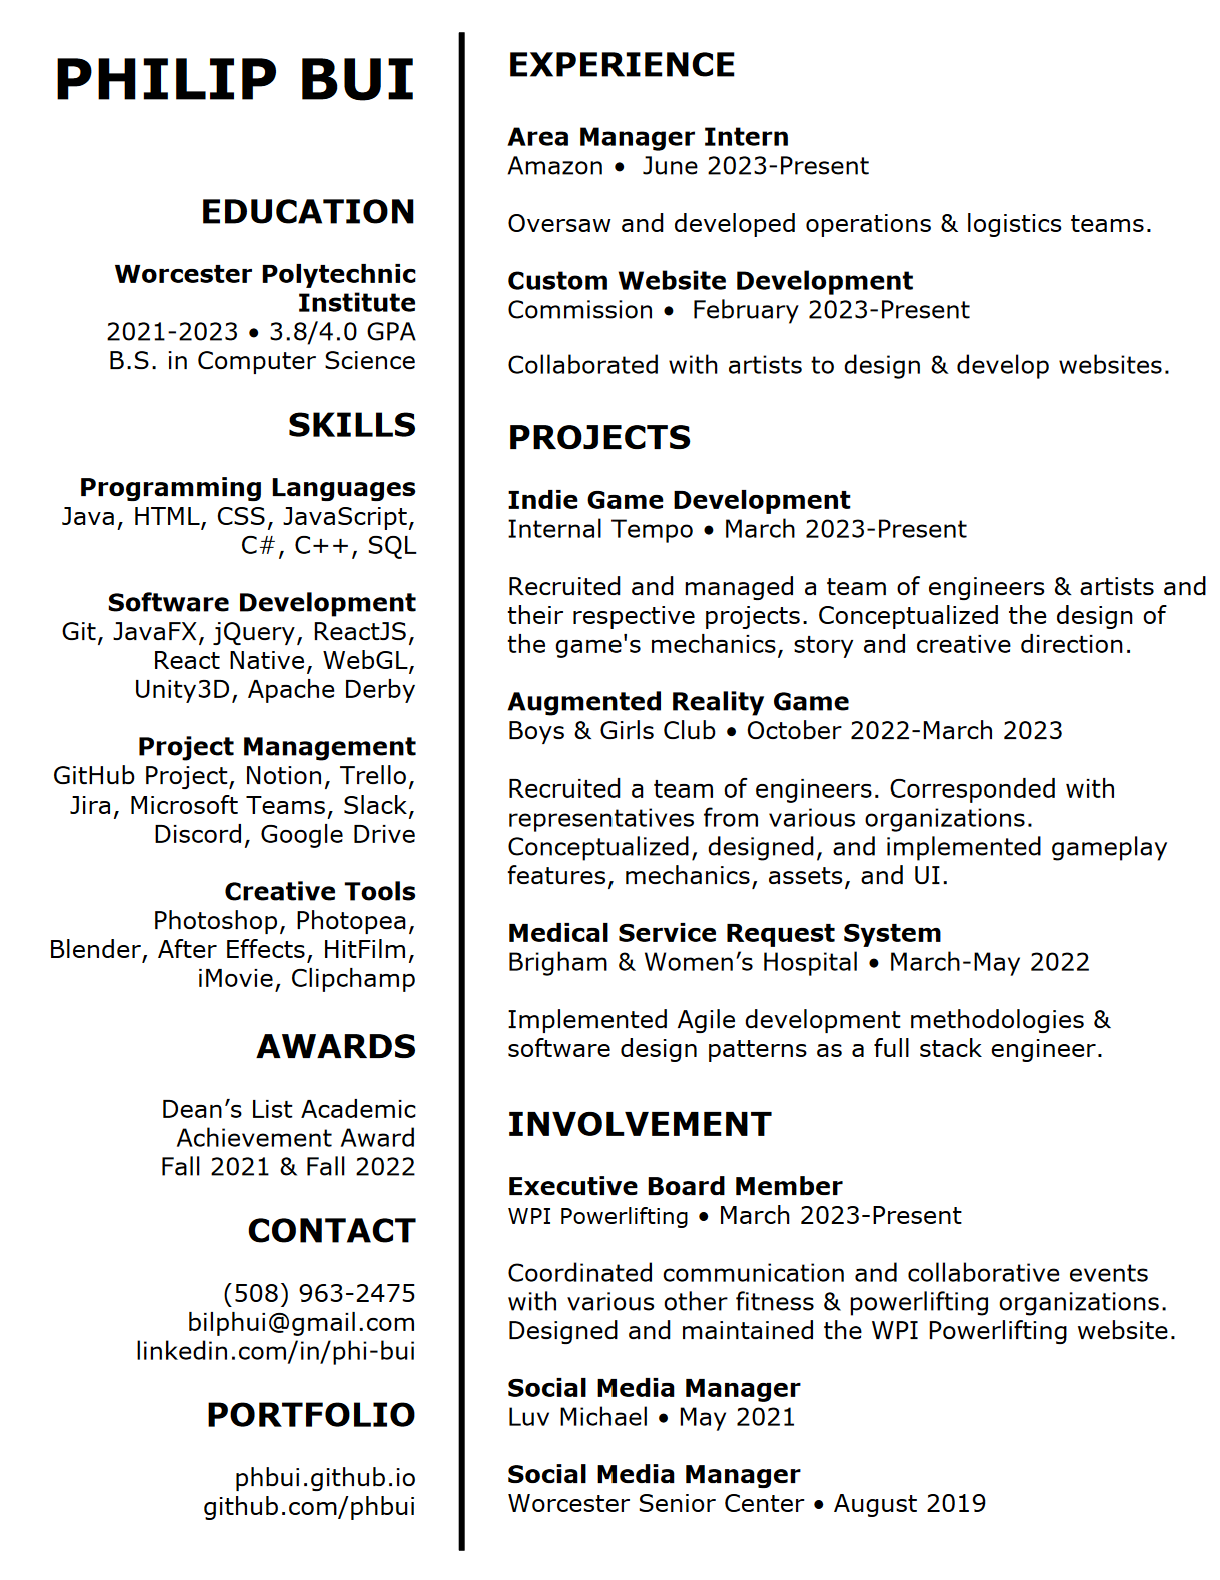 PHILIP BUI
EDUCATION
Worcester Polytechnic
Institute
2021-2023 • 3.8/4.0 GPA
B.S. in Computer Science
SKILLS
Programming Languages
Java, HTML, CSS, JavaScript,
C#, C++, SQL
Software Development
Git, JavaFX, jQuery, ReactJS,
React Native, WebGL,
Unity3D, Apache Derby
Project Management
GitHub Project, Notion, Trello,
Jira, Microsoft Teams, Slack,
Discord, Google Drive
Creative Tools
Photoshop, Photopea,
Blender, After Effects, HitFilm,
iMovie, Clipchamp
AWARDS
Dean’s List Academic
Achievement Award
Fall 2021 & Fall 2022
CONTACT
(508) 963-2475
bilphui@gmail.com
linkedin.com/in/phi-bui
PORTFOLIO
phbui.github.io
github.com/phbui
EXPERIENCE
Area Manager Intern
Amazon • June 2023-Present
Oversaw and developed operations & logistics teams.
Custom Website Development
Commission • February 2023-Present
Collaborated with artists to design & develop websites.
PROJECTS
Indie Game Development
Internal Tempo • March 2023-Present
Recruited and managed a team of engineers & artists and
their respective projects. Conceptualized the design of
the game's mechanics, story and creative direction.
Augmented Reality Game
Boys & Girls Club • October 2022-March 2023
Recruited a team of engineers. Corresponded with
representatives from various organizations.
Conceptualized, designed, and implemented gameplay
features, mechanics, assets, and UI.
Medical Service Request System
Brigham & Women’s Hospital • March-May 2022
Implemented Agile development methodologies &
software design patterns as a full stack engineer.
INVOLVEMENT
Executive Board Member
WPI Powerlifting • March 2023-Present
Coordinated communication and collaborative events
with various other fitness & powerlifting organizations.
Designed and maintained the WPI Powerlifting website.
Social Media Manager
Luv Michael • May 2021
Social Media Manager
Worcester Senior Center • August 2019